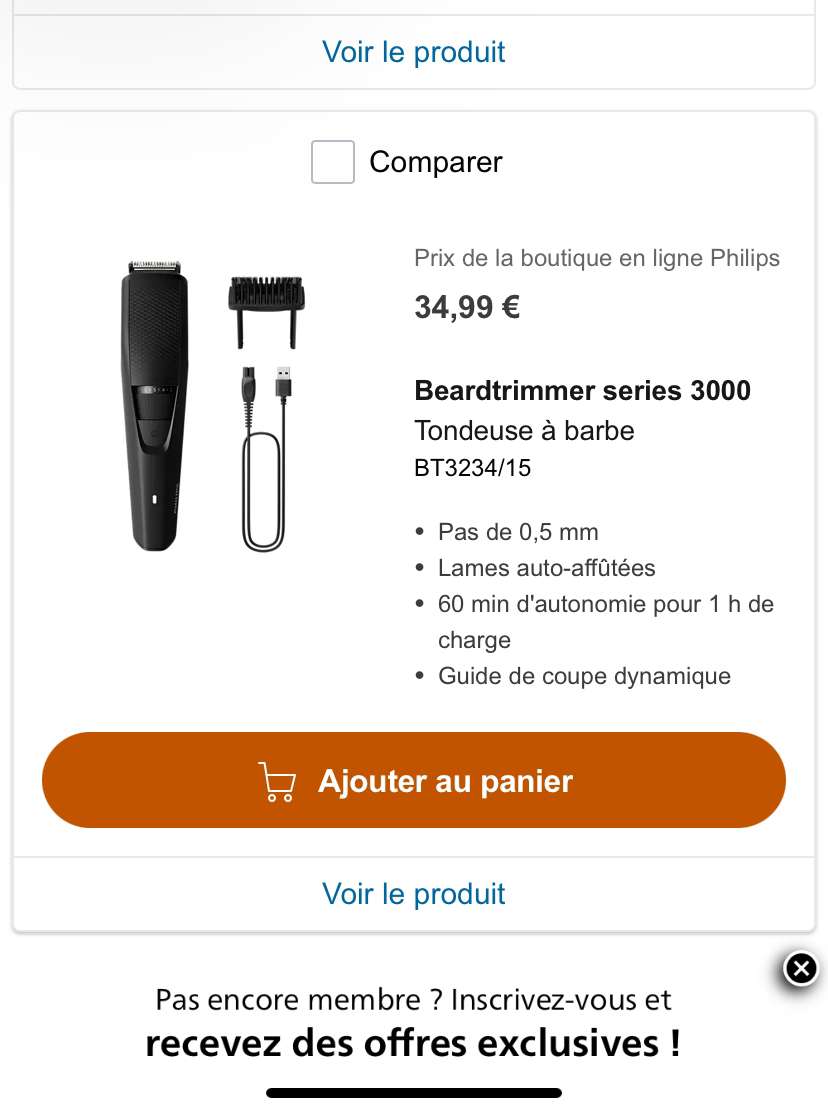 Voir le produit
Comparer
Prix de la boutique en ligne Philips
34,99 €
Beardtrimmer series 3000
Tondeuse à barbe
BT3234/15
• Pas de 0,5 mm
• Lames auto-affûtées
• 60 min d'autonomie pour 1 h de
charge
• Guide de coupe dynamique
Ajouter au panier
Voir le produit
Pas encore membre ? Inscrivez-vous et
recevez des offres exclusives !